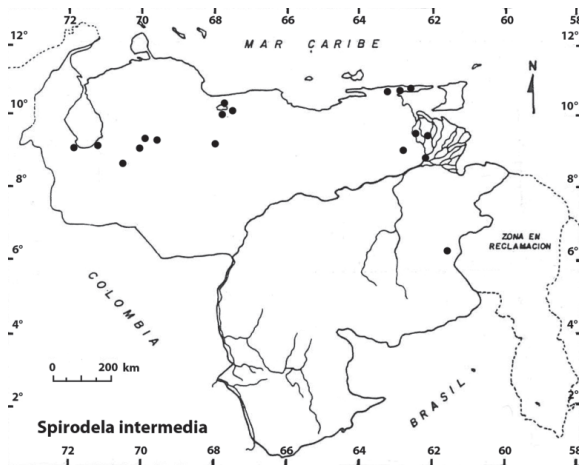 72 70 68 66 64 62 60 58
12° 12°
MAR CARIBE
N
10° 10°
8° 8°
ZONA EN
RECLAMACION
6° 6°
COLOMBIA
4° 4°
0 200 km
BRASIL
2° 2°
Spirodela intermedia
72 70 68 66 64 62 60 58